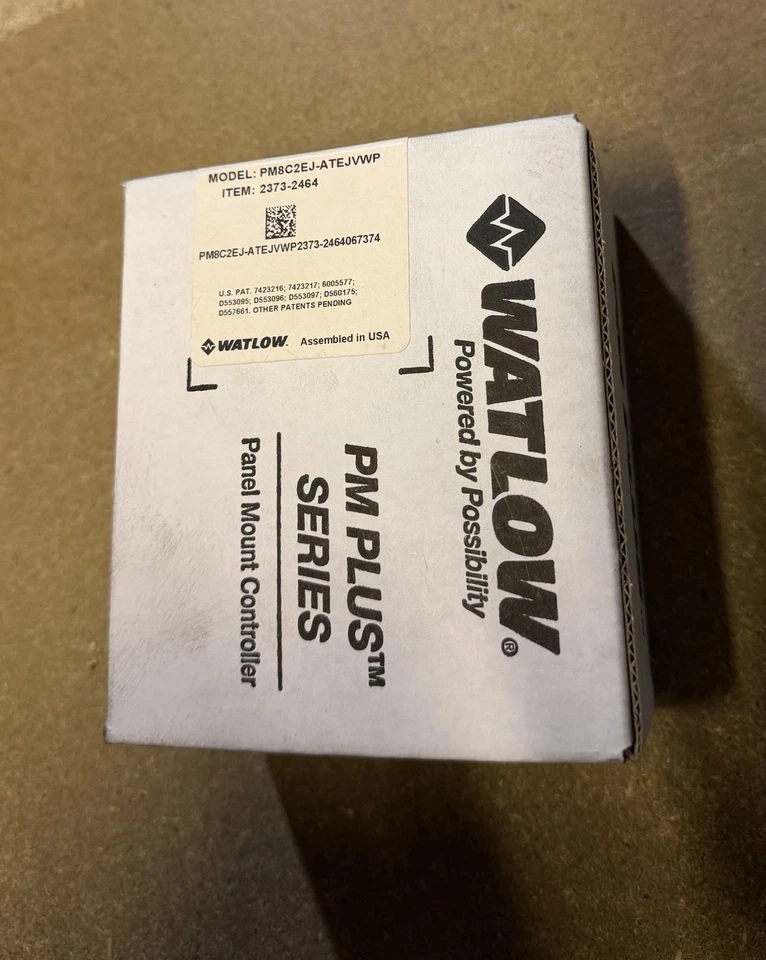 MODEL: PM8C2EJ-ATEJVWP
ITEM: 2373-2464
PM8C2EJ-ATEJVWP2373-2464067374
U.S. PAT. 7423216; 7423217; 6005577;
D553095; D553096; D553097; D560175;
D557661. OTHER PATENTS PENDING
WATLOW. Assembled in USA
WATLOW®
Powered by Possibility
PM PLUS™
SERIES
Panel Mount Controller